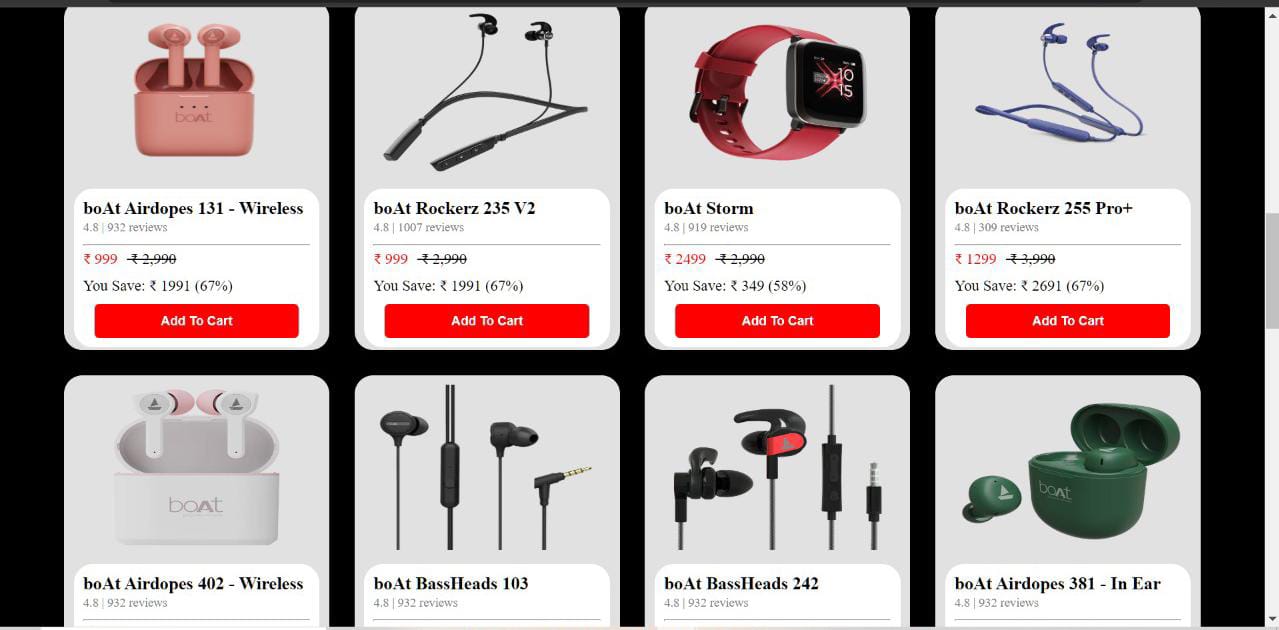 boAt
10
15
boAt Airdopes 131 - Wireless
4.8 | 932 reviews
₹ 999 ₹ 2,990
You Save: ₹ 1991 (67%)
Add To Cart
boAt Rockerz 235 V2
4.8 | 1007 reviews
₹ 999 ₹ 2,990
You Save: ₹ 1991 (67%)
Add To Cart
boAt Storm
4.8 | 919 reviews
₹ 2499 ₹ 2,990
You Save: ₹ 349 (58%)
Add To Cart
boAt Rockerz 255 Pro+
4.8 | 309 reviews
₹ 1299 ₹ 3,990
You Save: ₹ 2691 (67%)
Add To Cart
boAt
boAt
boAt Airdopes 402 - Wireless
4.8 | 932 reviews
boAt BassHeads 103
4.8 | 932 reviews
boAt BassHeads 242
4.8 | 932 reviews
boAt Airdopes 381 - In Ear
4.8 | 932 reviews